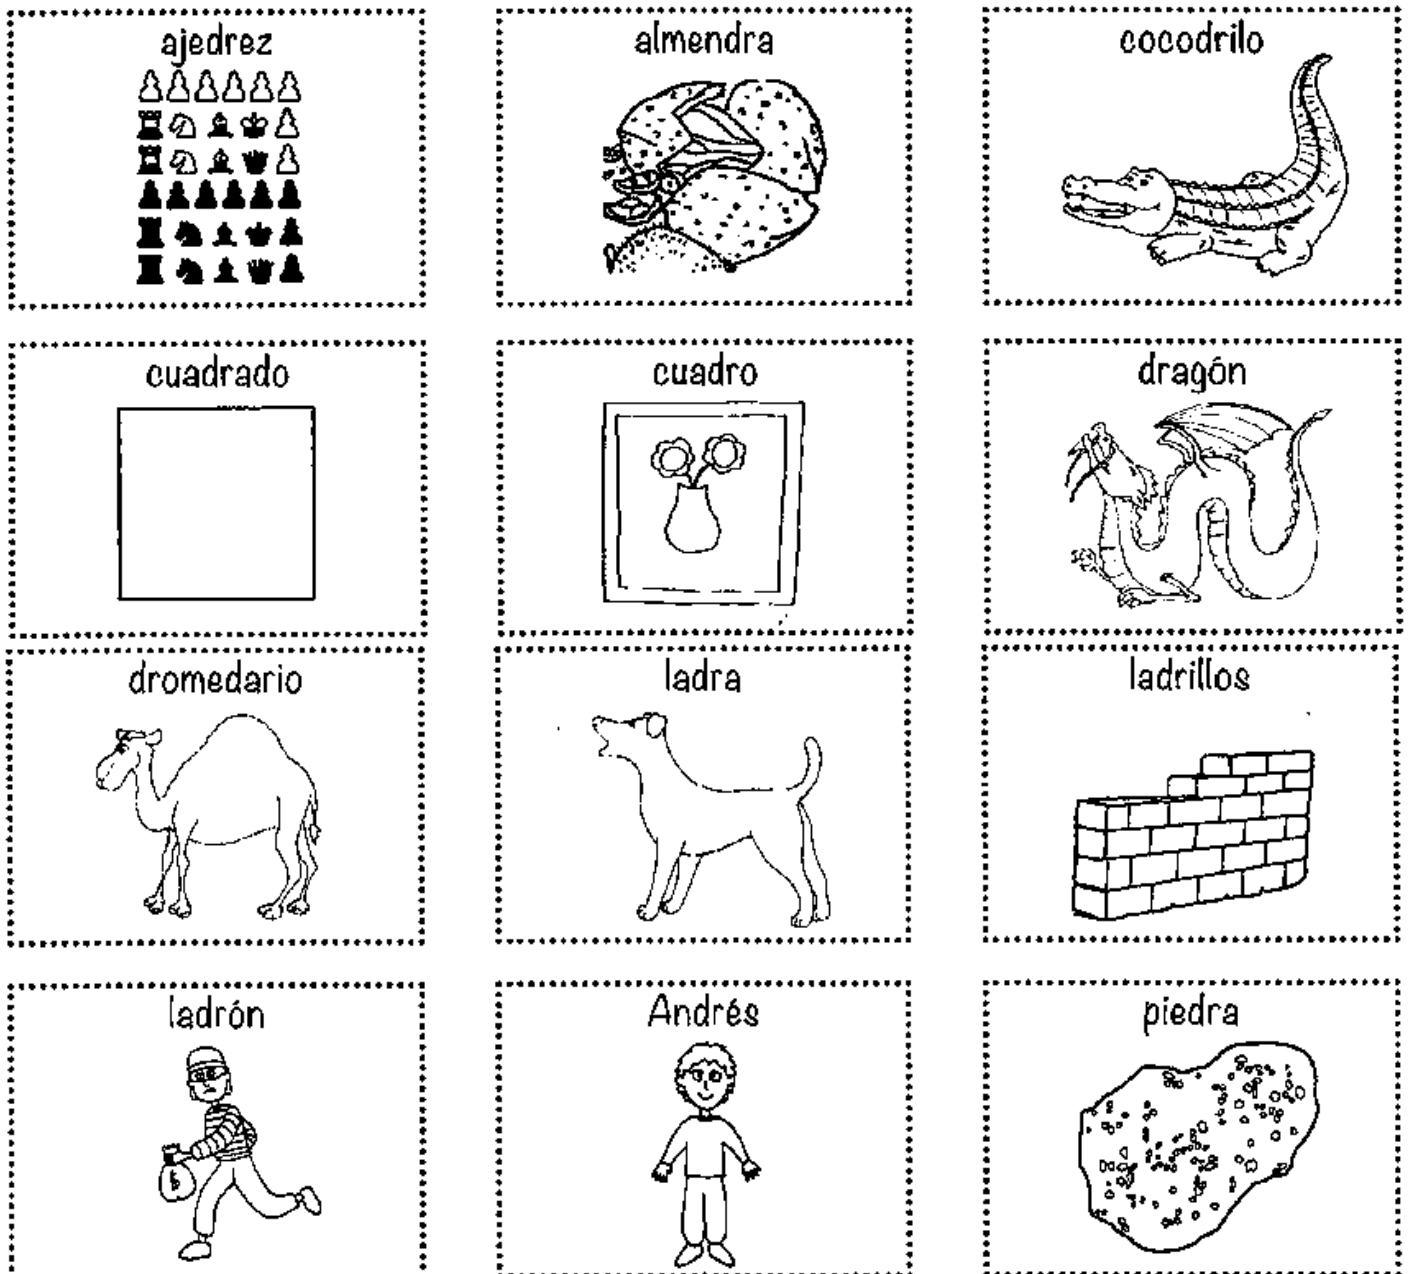 ajedrez
almendra
cocodrilo
cuadrado
cuadro
dragón
dromedario
ladra
ladrillos
ladrón
Andrés
piedra